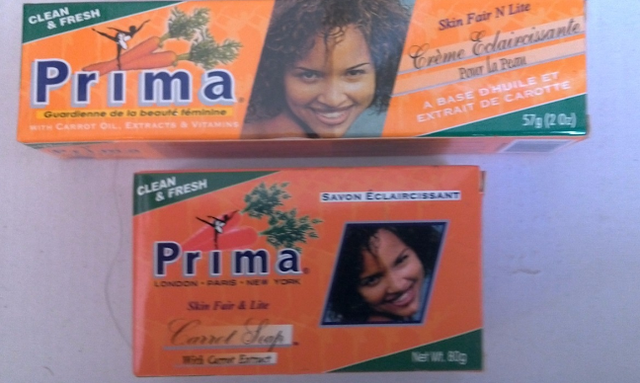 CLEAN
& FRESH
Prima
Guardienne de la beauté féminine
WITH CARROT OIL, EXTRACTS & VITAMINS
Skin Fair N Lite
Crème Eclaircissante
Pour la Peau
A BASE D'HUILE ET
EXTRAIT DE CAROTTE
57g (2 Oz)
Prima
CLEAN
& FRESH
Prima
LONDON - PARIS - NEW YORK
Skin Fair & Lite
Carrot Soap
With Carrot Extract
SAVON ÉCLAIRCISSANT
Net Wt. 80g